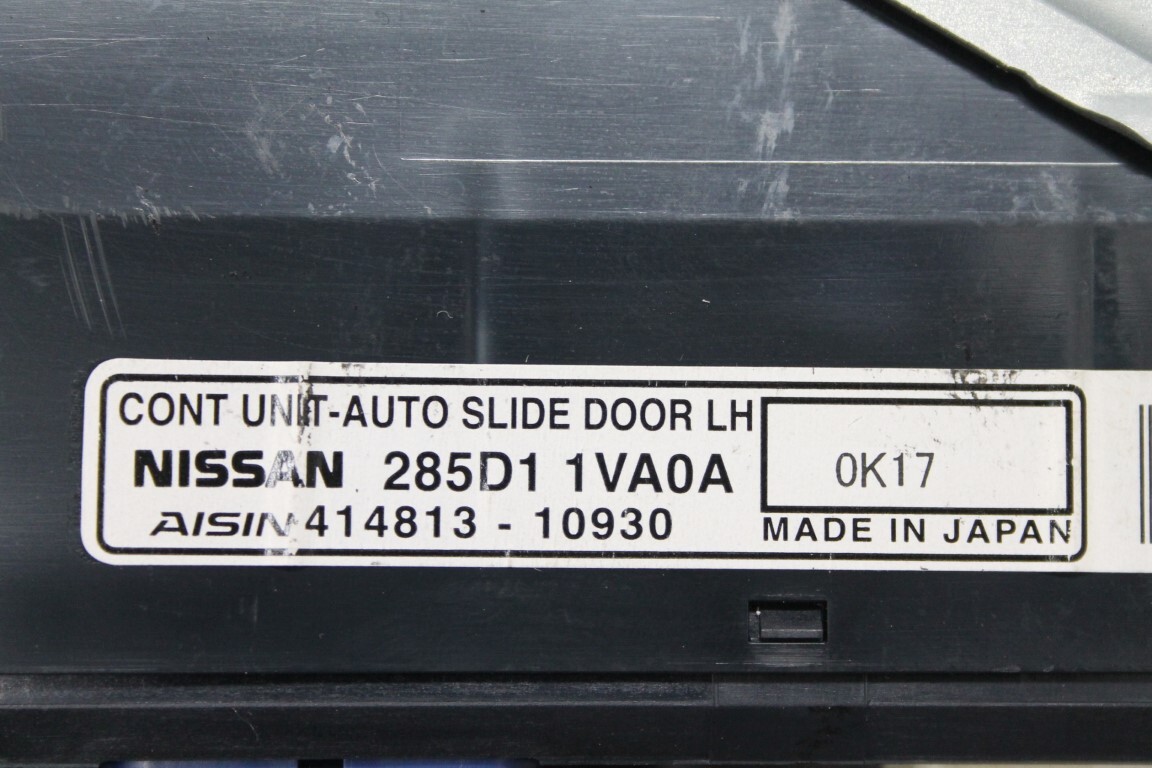 CONT UNIT-AUTO SLIDE DOOR LH
NISSAN 285D1 1VA0A
0K17
AISIN 414813 - 10930
MADE IN JAPAN